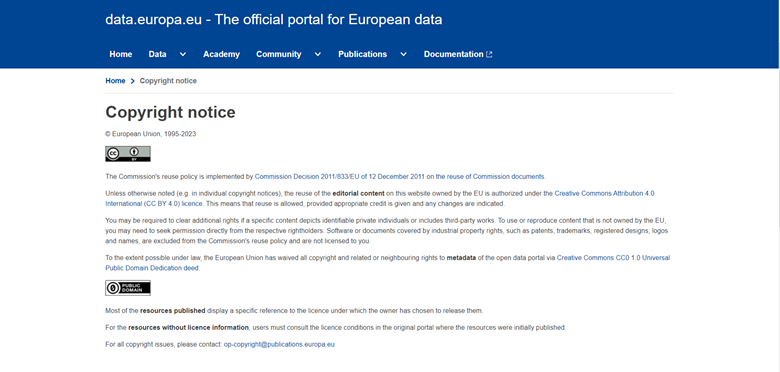 data.europa.eu - The official portal for European data
Home Data Academy Community Publications Documentation
Home Copyright notice
Copyright notice
© European Union, 1995-2023
CC BY
The Commission's reuse policy is implemented by Commission Decision 2011/833/EU of 12 December 2011 on the reuse of Commission documents.
Unless otherwise noted (e.g. in individual copyright notices), the reuse of the editorial content on this website owned by the EU is authorized under the Creative Commons Attribution 4.0
International (CC BY 4.0) licence. This means that reuse is allowed, provided appropriate credit is given and any changes are indicated.
You may be required to clear additional rights if a specific content depicts identifiable private individuals or includes third-party works. To use or reproduce content that is not owned by the EU,
you may need to seek permission directly from the respective rightholders. Software or documents covered by industrial property rights, such as patents, trademarks, registered designs, logos
and names, are excluded from the Commission's reuse policy and are not licensed to you.
To the extent possible under law, the European Union has waived all copyright and related or neighbouring rights to metadata of the open data portal via Creative Commons CC0 1.0 Universal
Public Domain Dedication deed.
PUBLIC
DOMAIN
Most of the resources published display a specific reference to the licence under which the owner has chosen to release them.
For the resources without licence information, users must consult the licence conditions in the original portal where the resources were initially published.
For all copyright issues, please contact: op-copyright@publications.europa.eu